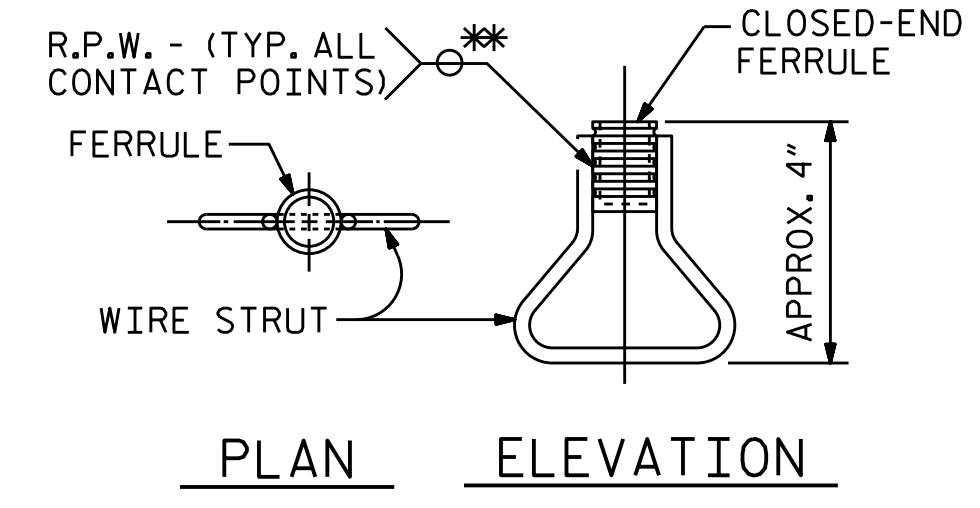 R.P.W. - (TYP. ALL
CONTACT POINTS)
**
CLOSED-END
FERRULE
FERRULE
APPROX. 4"
WIRE STRUT
PLAN
ELEVATION